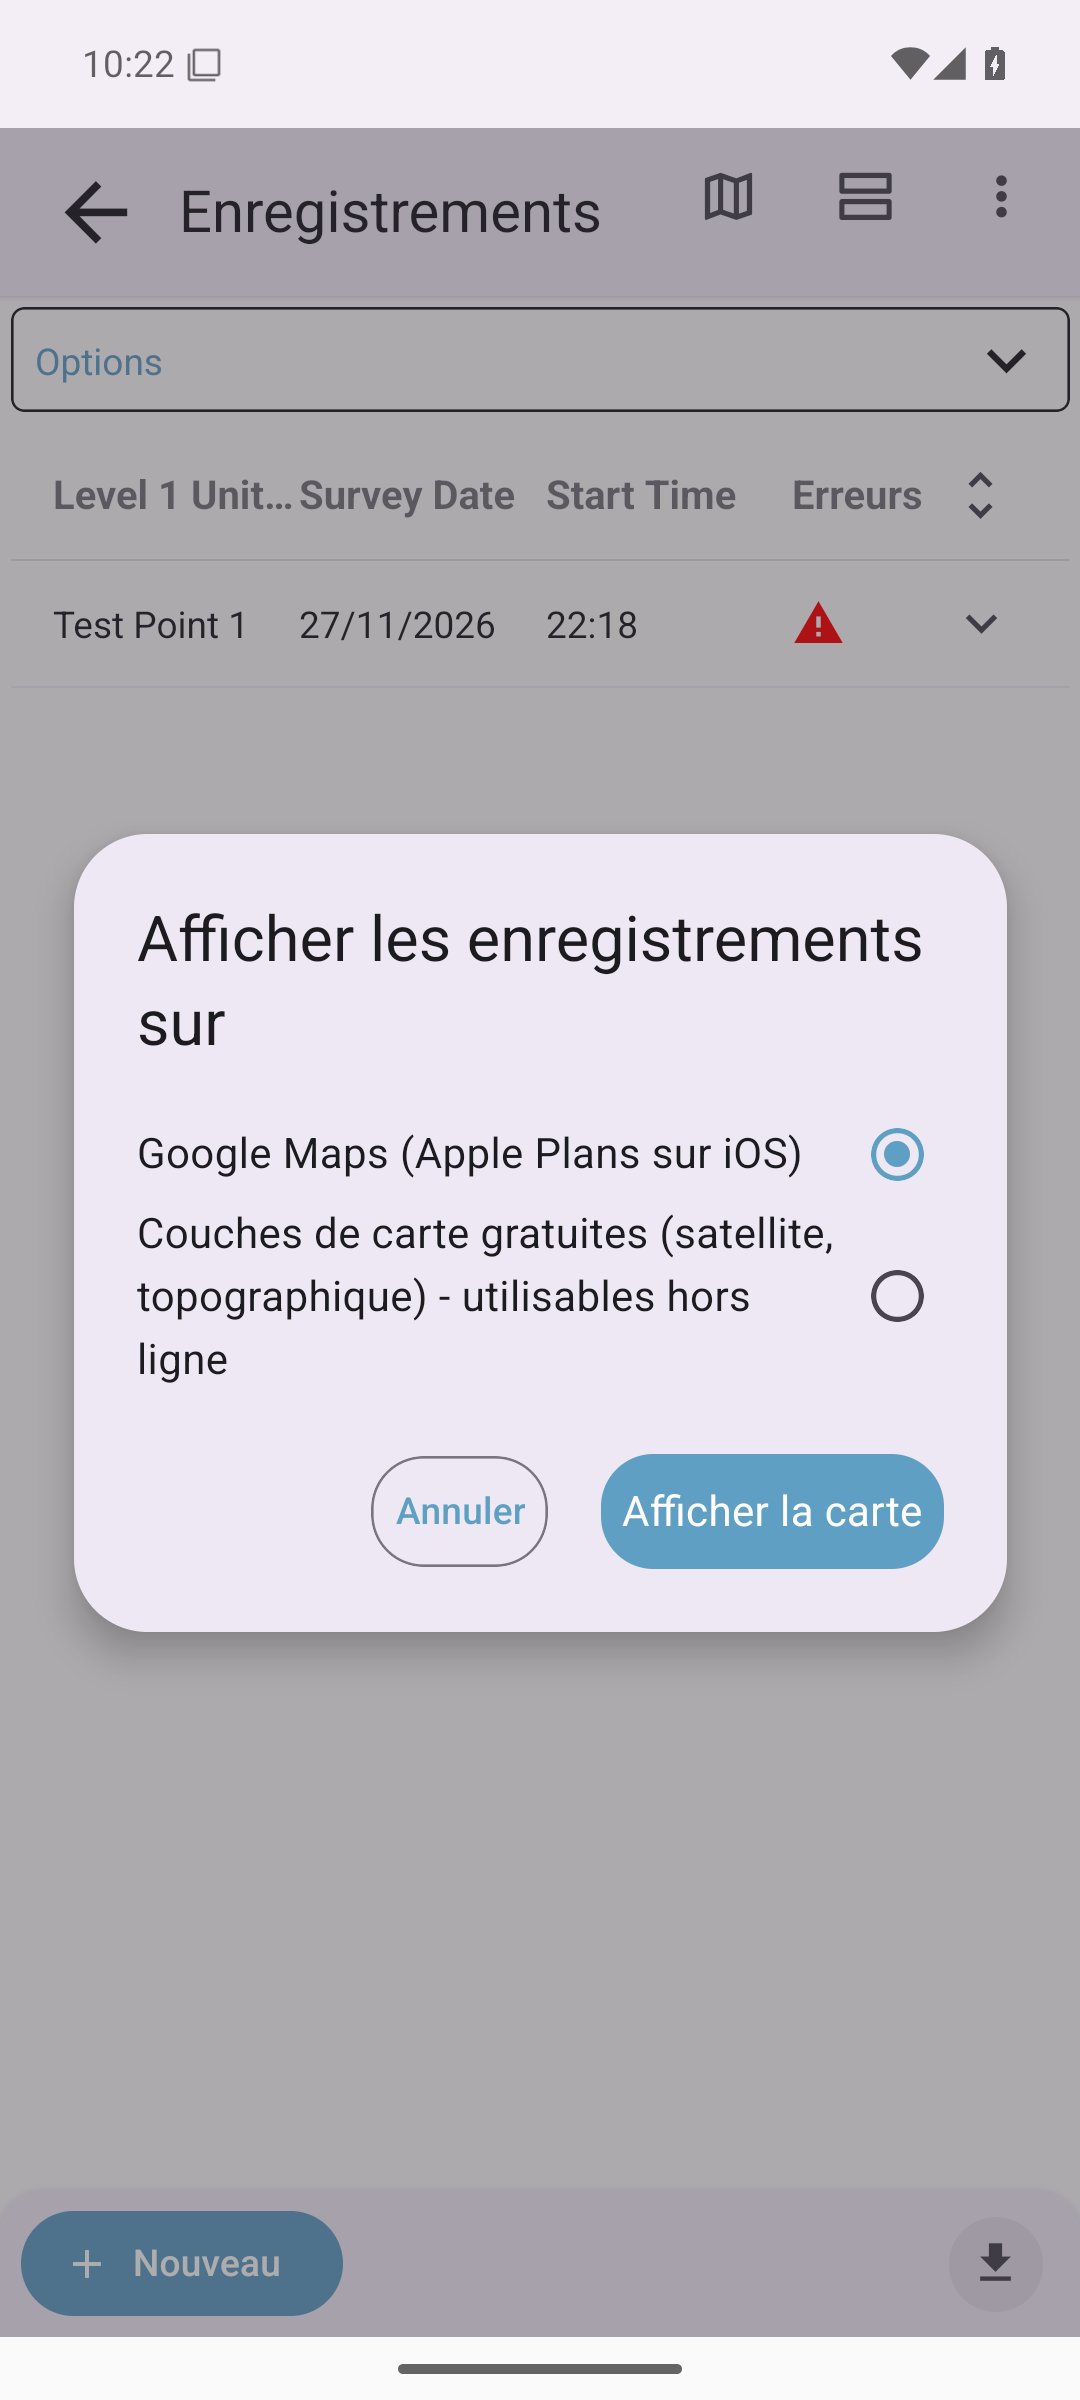 10:22
Enregistrements
Options
Level 1 Unit... Survey Date Start Time Erreurs
Test Point 1 27/11/2026 22:18
Afficher les enregistrements
sur
Google Maps (Apple Plans sur iOS)
Couches de carte gratuites (satellite,
topographique) - utilisables hors
ligne
Annuler Afficher la carte
+ Nouveau